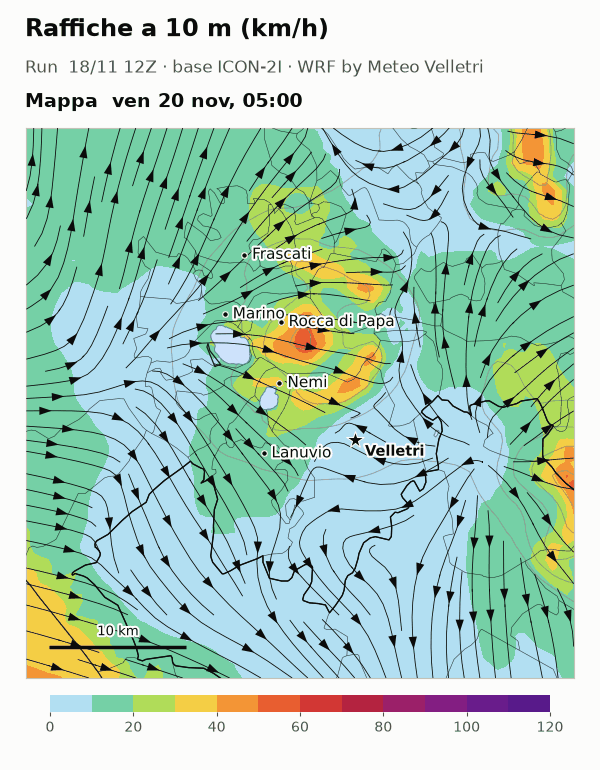 Raffiche a 10 m (km/h)
Run 18/11 12Z · base ICON-2I · WRF by Meteo Velletri
Mappa ven 20 nov, 05:00
Frascati
Marino
Rocca di Papa
Nemi
Velletri
Lanuvio
10 km
0 20 40 60 80 100 120